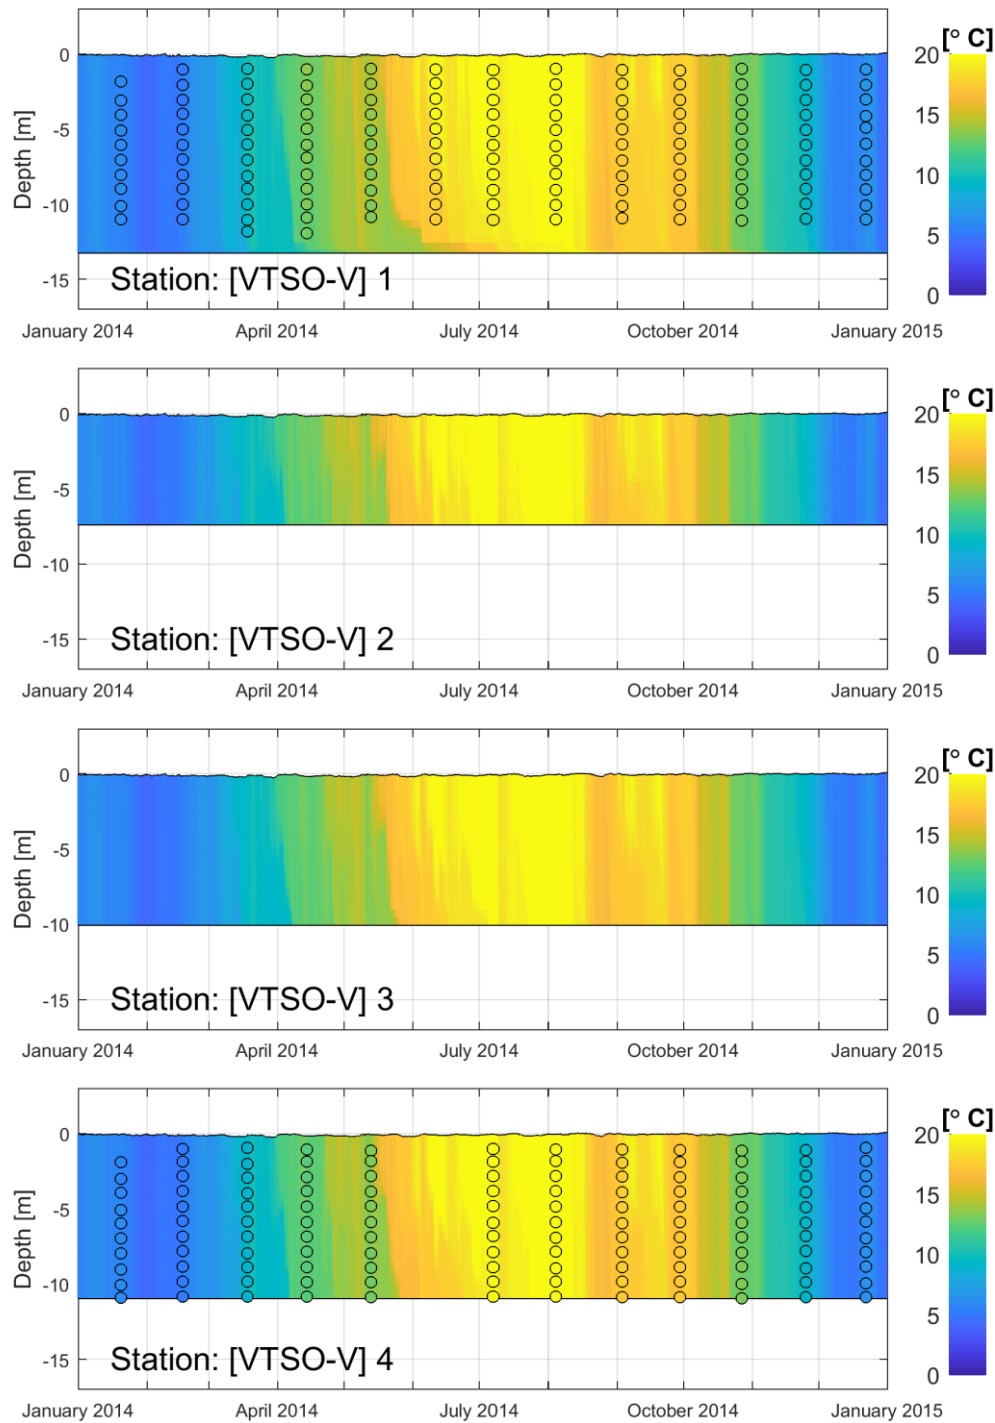 [° C]
0
-5
-10
-15
Depth [m]
20
15
10
5
0
Station: [VTSO-V] 1
January 2014
April 2014
July 2014
October 2014
January 2015
[° C]
0
-5
-10
-15
Depth [m]
20
15
10
5
0
Station: [VTSO-V] 2
January 2014
April 2014
July 2014
October 2014
January 2015
[° C]
0
-5
-10
-15
Depth [m]
20
15
10
5
0
Station: [VTSO-V] 3
January 2014
April 2014
July 2014
October 2014
January 2015
[° C]
0
-5
-10
-15
Depth [m]
20
15
10
5
0
Station: [VTSO-V] 4
January 2014
April 2014
July 2014
October 2014
January 2015